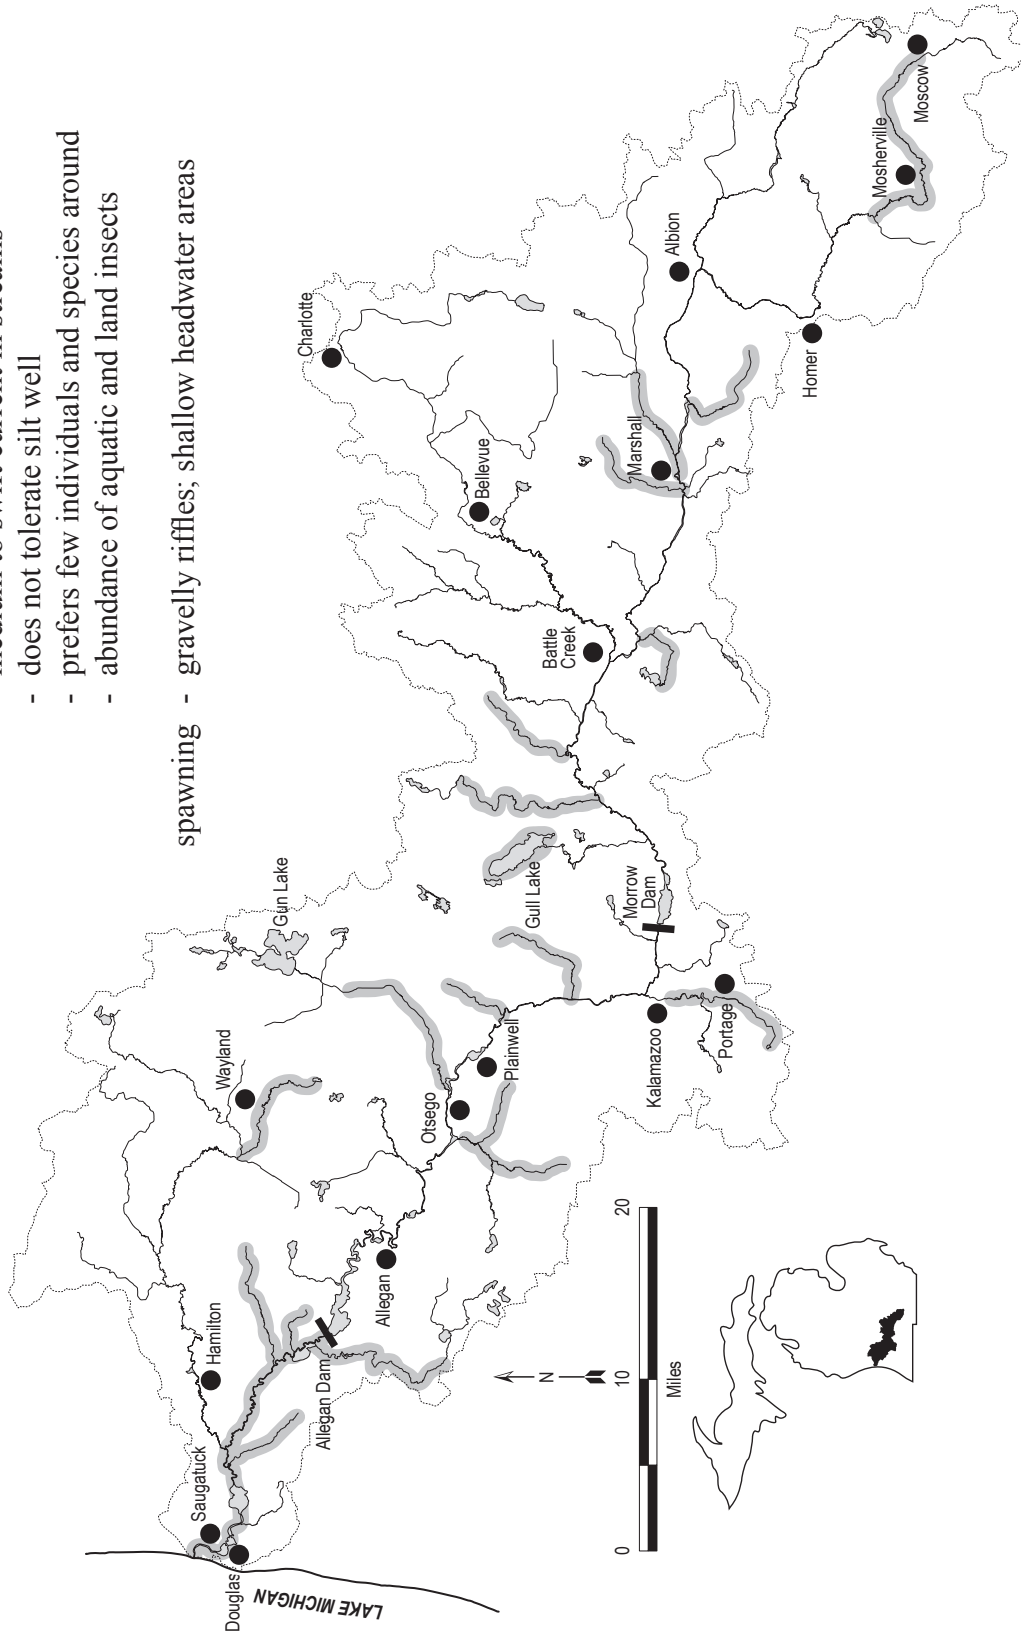 - does not tolerate silt well
- prefers few individuals and species around
- abundance of aquatic and land insects
spawning - gravelly riffles; shallow headwater areas
Charlotte
Bellevue
Battle
Creek
Marshall
Albion
Homer
Mosherville
Moscow
Gun Lake
Gull Lake
Morrow
Dam
Wayland
Otsego
Plainwell
Kalamazoo
Portage
Hamilton
Allegan
Allegan Dam
Saugatuck
Douglas
LAKE MICHIGAN
N
0 10 20
Miles